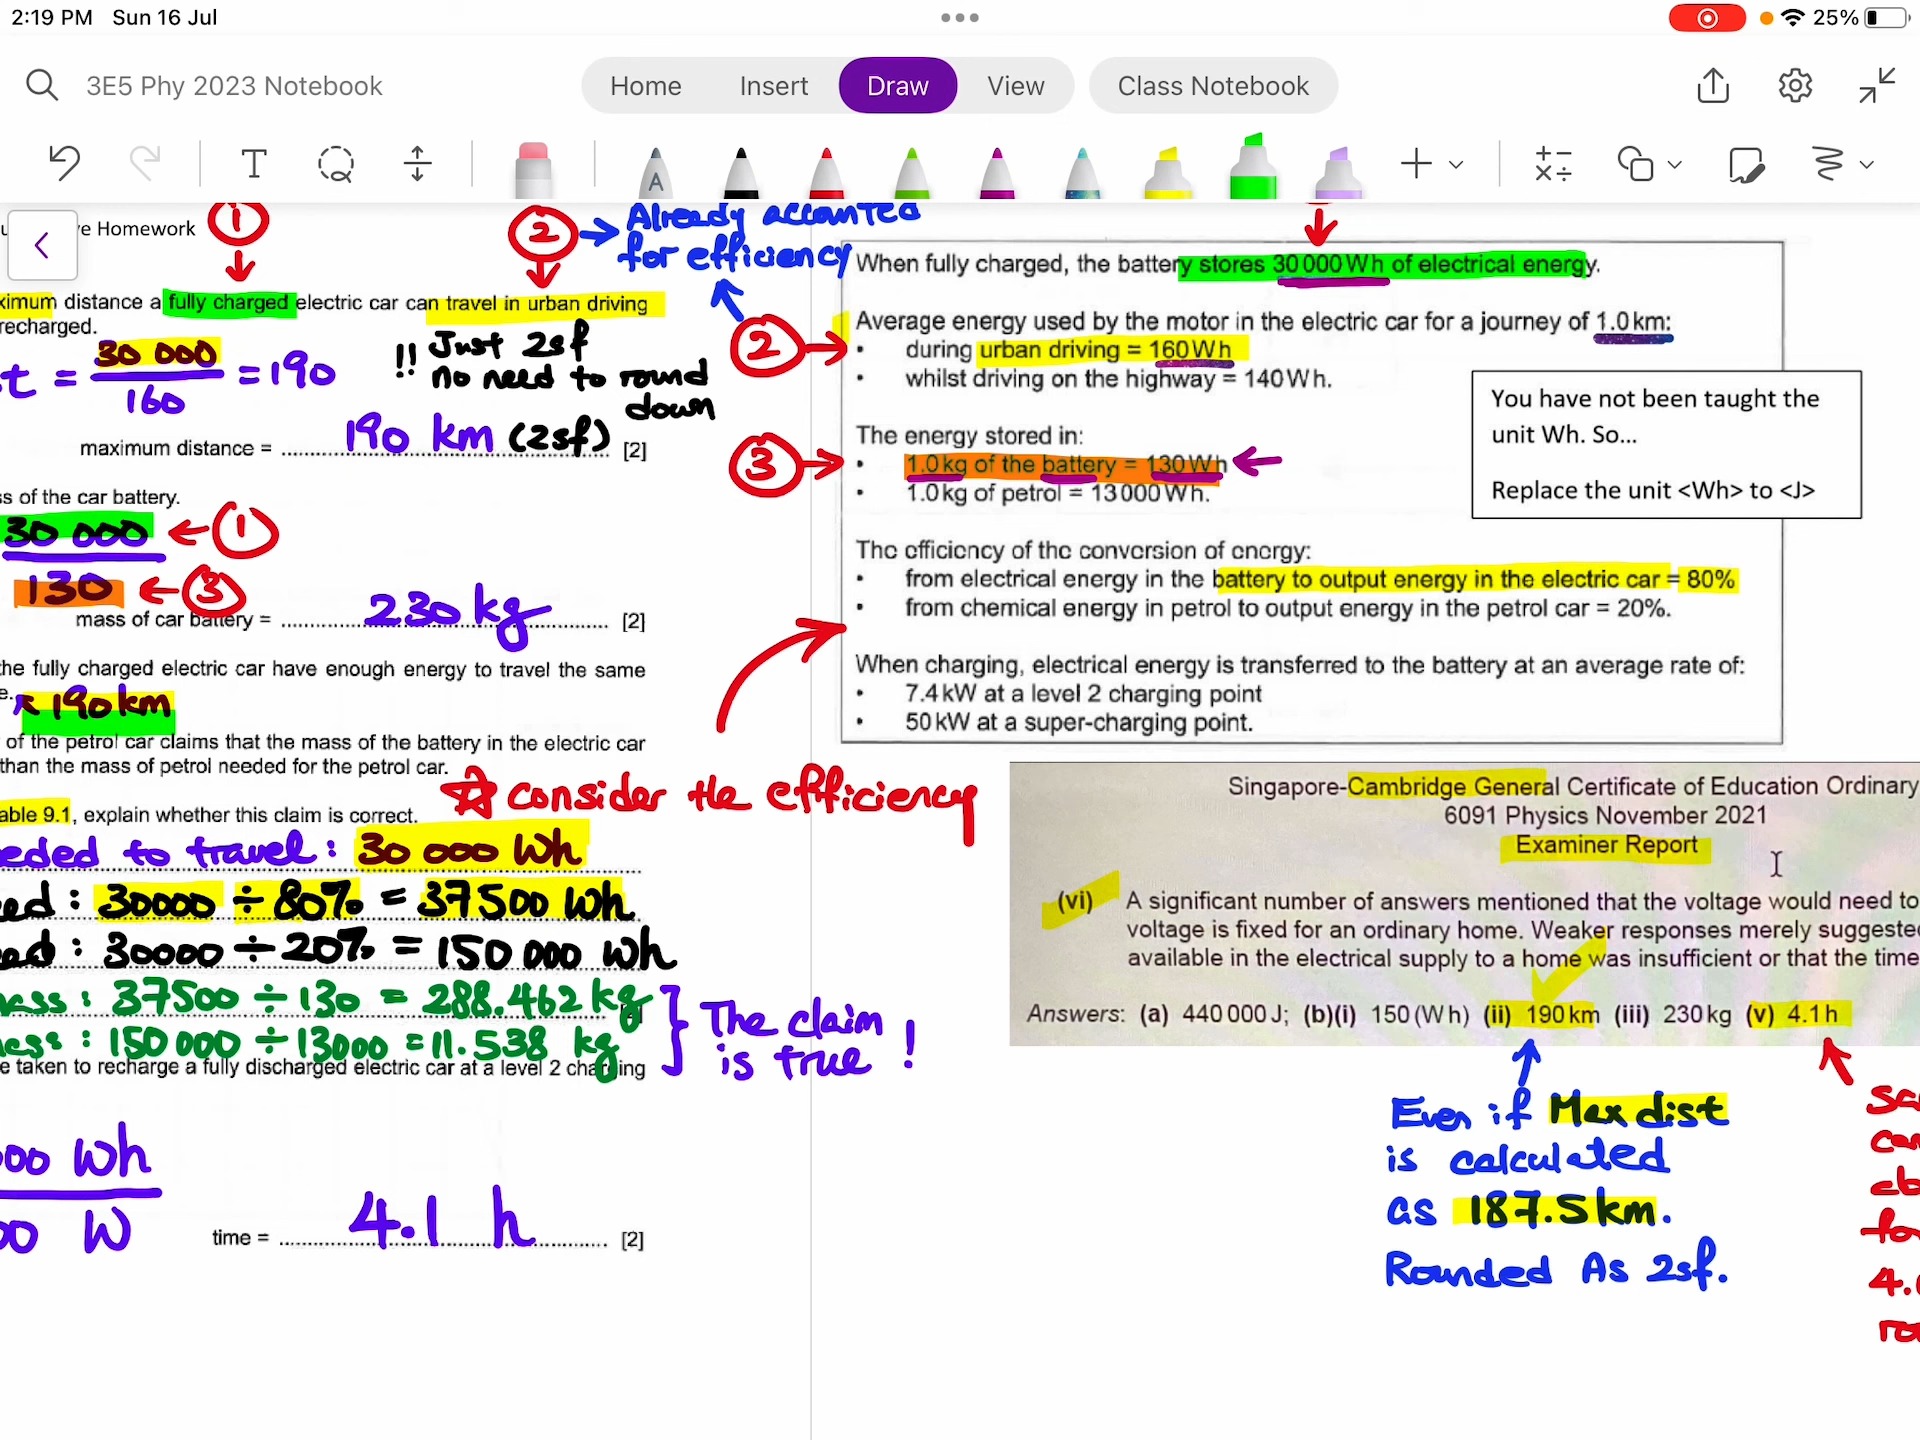 2:19 PM Sun 16 Jul
25%
3E5 Phy 2023 Notebook
Home Insert Draw View Class Notebook
T
A
e Homework
1
2 → Already accounted
for efficiency
ximum distance a fully charged electric car can travel in urban driving
recharged.
t = 30 000 / 160 = 190
!! Just 2sf
no need to round
down
maximum distance = 190 km (2sf) [2]
ss of the car battery.
30 000 ← 1
130 ← 3
mass of car battery = 230 kg [2]
the fully charged electric car have enough energy to travel the same
e.
190km
of the petrol car claims that the mass of the battery in the electric car
than the mass of petrol needed for the petrol car.
☆ consider the efficiency
able 9.1, explain whether this claim is correct.
eded to travel : 30 000 Wh
ed : 30000 ÷ 80% = 37500 Wh
ed : 30000 ÷ 20% = 150 000 Wh
mass : 37500 ÷ 130 = 288.462 kg
mass : 150 000 ÷ 13000 = 11.538 kg
} The claim
is true !
e taken to recharge a fully discharged electric car at a level 2 charging
00 Wh
00 W
time = 4.1 h [2]
When fully charged, the battery stores 30 000 Wh of electrical energy.
2
Average energy used by the motor in the electric car for a journey of 1.0 km:
• during urban driving = 160 Wh
• whilst driving on the highway = 140 Wh.
3
The energy stored in:
• 1.0 kg of the battery = 130 Wh
• 1.0 kg of petrol = 13 000 Wh.
The efficiency of the conversion of energy:
• from electrical energy in the battery to output energy in the electric car = 80%
• from chemical energy in petrol to output energy in the petrol car = 20%.
When charging, electrical energy is transferred to the battery at an average rate of:
• 7.4 kW at a level 2 charging point
• 50 kW at a super-charging point.
You have not been taught the
unit Wh. So...
Replace the unit <Wh> to <J>
Singapore-Cambridge General Certificate of Education Ordinary
6091 Physics November 2021
Examiner Report
(vi) A significant number of answers mentioned that the voltage would need to
voltage is fixed for an ordinary home. Weaker responses merely suggeste
available in the electrical supply to a home was insufficient or that the time
Answers: (a) 440 000 J; (b)(i) 150 (W h) (ii) 190 km (iii) 230 kg (v) 4.1 h
Even if Max dist
is calculated
as 187.5 km.
Rounded As 2sf.